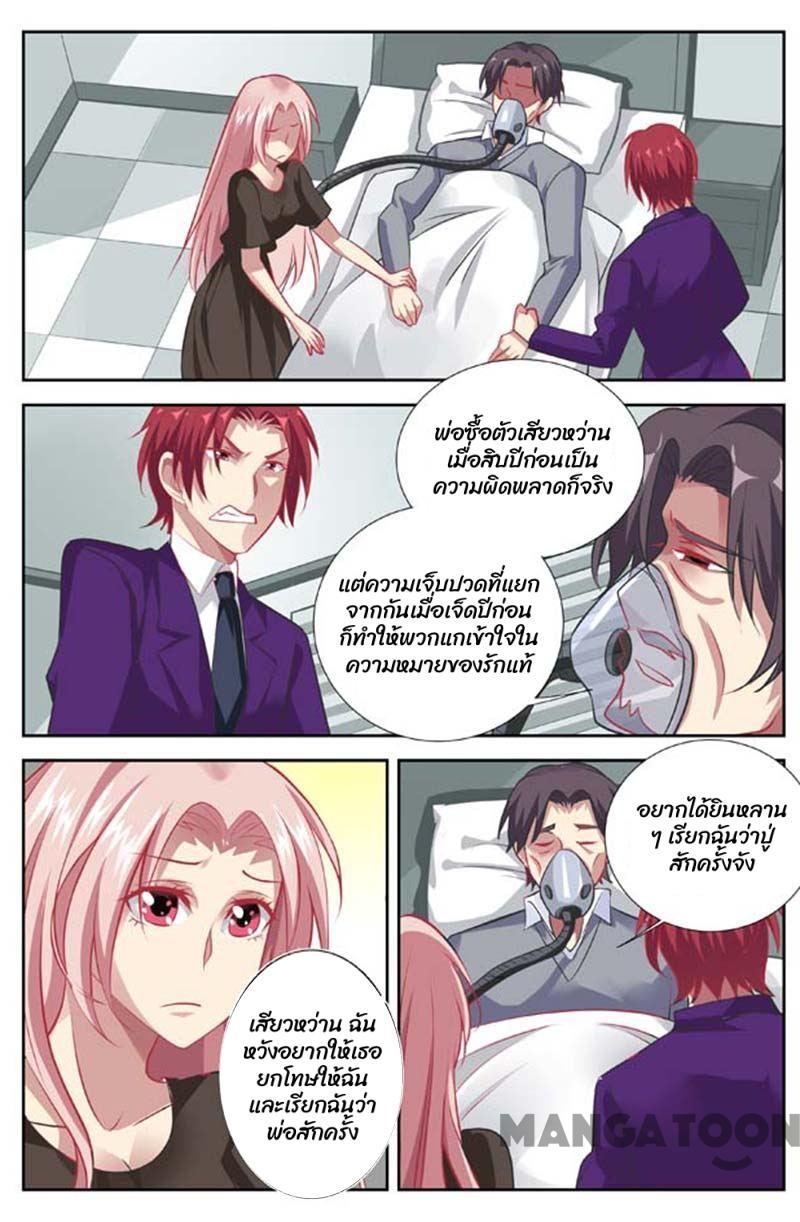 พ่อซื้อตัวเสียวหว่าน
เมื่อสิบปีก่อนเป็น
ความผิดพลาดก็จริง
แต่ความเจ็บปวดที่แยก
จากกันเมื่อเจ็ดปีก่อน
ก็ทำให้พวกแกเข้าใจใน
ความหมายของรักแท้
เสียวหว่าน ฉัน
หวังอยากให้เธอ
ยกโทษให้ฉัน
และเรียกฉันว่า
พ่อสักครั้ง
อยากได้ยินหลาน
ๆ เรียกฉันว่าปู่
สักครั้งจัง
MANGATOON